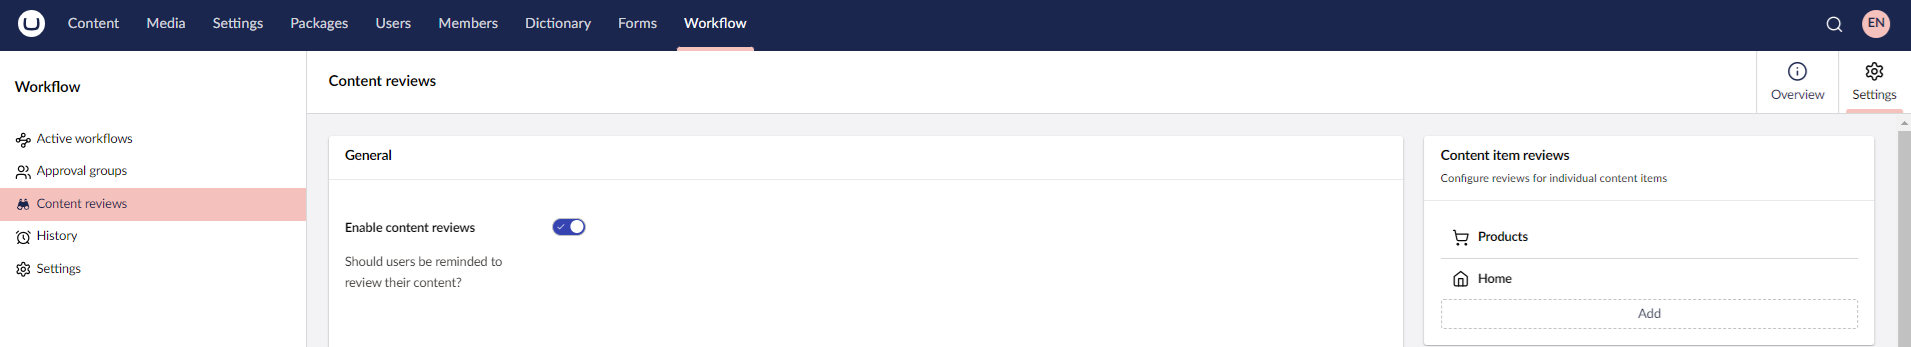 Content Media Settings Packages Users Members Dictionary Forms Workflow EN
Workflow
Active workflows
Approval groups
Content reviews
History
Settings
Content reviews
Overview Settings
General
Enable content reviews
Should users be reminded to
review their content?
Content item reviews
Configure reviews for individual content items
Products
Home
Add